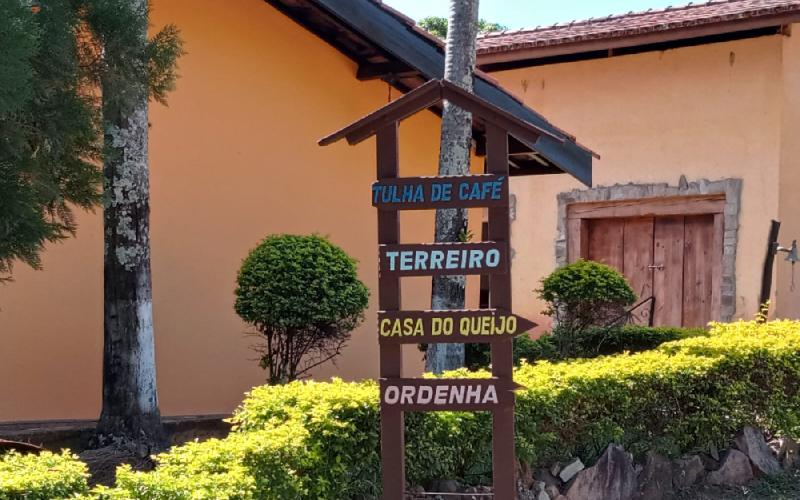 TULHA DE CAFÉ
TERREIRO
CASA DO QUEIJO
ORDENHA